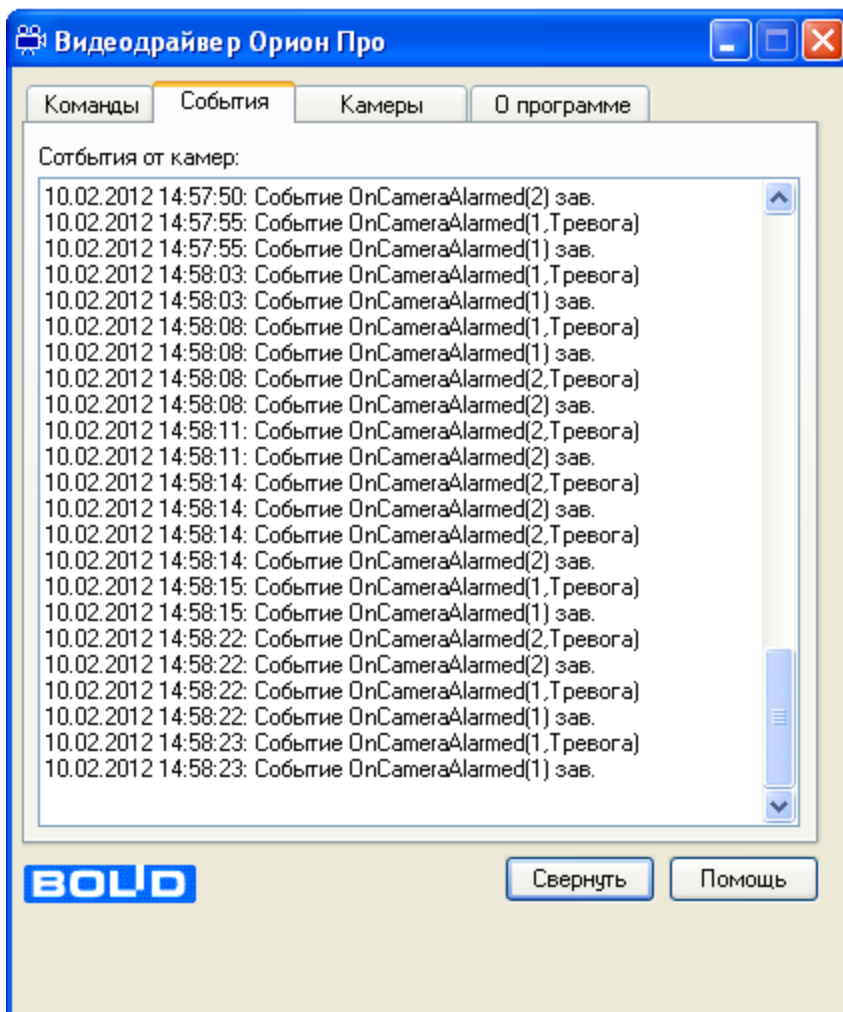 Видеодрайвер Орион Про
Команды События Камеры О программе
Сотбытия от камер:
10.02.2012 14:57:50: Событие OnCameraAlarmed(2) зав.
10.02.2012 14:57:55: Событие OnCameraAlarmed(1,Тревога)
10.02.2012 14:57:55: Событие OnCameraAlarmed(1) зав.
10.02.2012 14:58:03: Событие OnCameraAlarmed(1,Тревога)
10.02.2012 14:58:03: Событие OnCameraAlarmed(1) зав.
10.02.2012 14:58:08: Событие OnCameraAlarmed(1,Тревога)
10.02.2012 14:58:08: Событие OnCameraAlarmed(1) зав.
10.02.2012 14:58:08: Событие OnCameraAlarmed(2,Тревога)
10.02.2012 14:58:08: Событие OnCameraAlarmed(2) зав.
10.02.2012 14:58:11: Событие OnCameraAlarmed(2,Тревога)
10.02.2012 14:58:11: Событие OnCameraAlarmed(2) зав.
10.02.2012 14:58:14: Событие OnCameraAlarmed(2,Тревога)
10.02.2012 14:58:14: Событие OnCameraAlarmed(2) зав.
10.02.2012 14:58:14: Событие OnCameraAlarmed(2,Тревога)
10.02.2012 14:58:14: Событие OnCameraAlarmed(2) зав.
10.02.2012 14:58:15: Событие OnCameraAlarmed(1,Тревога)
10.02.2012 14:58:15: Событие OnCameraAlarmed(1) зав.
10.02.2012 14:58:22: Событие OnCameraAlarmed(2,Тревога)
10.02.2012 14:58:22: Событие OnCameraAlarmed(2) зав.
10.02.2012 14:58:22: Событие OnCameraAlarmed(1,Тревога)
10.02.2012 14:58:22: Событие OnCameraAlarmed(1) зав.
10.02.2012 14:58:23: Событие OnCameraAlarmed(1,Тревога)
10.02.2012 14:58:23: Событие OnCameraAlarmed(1) зав.
BOLID Свернуть Помощь